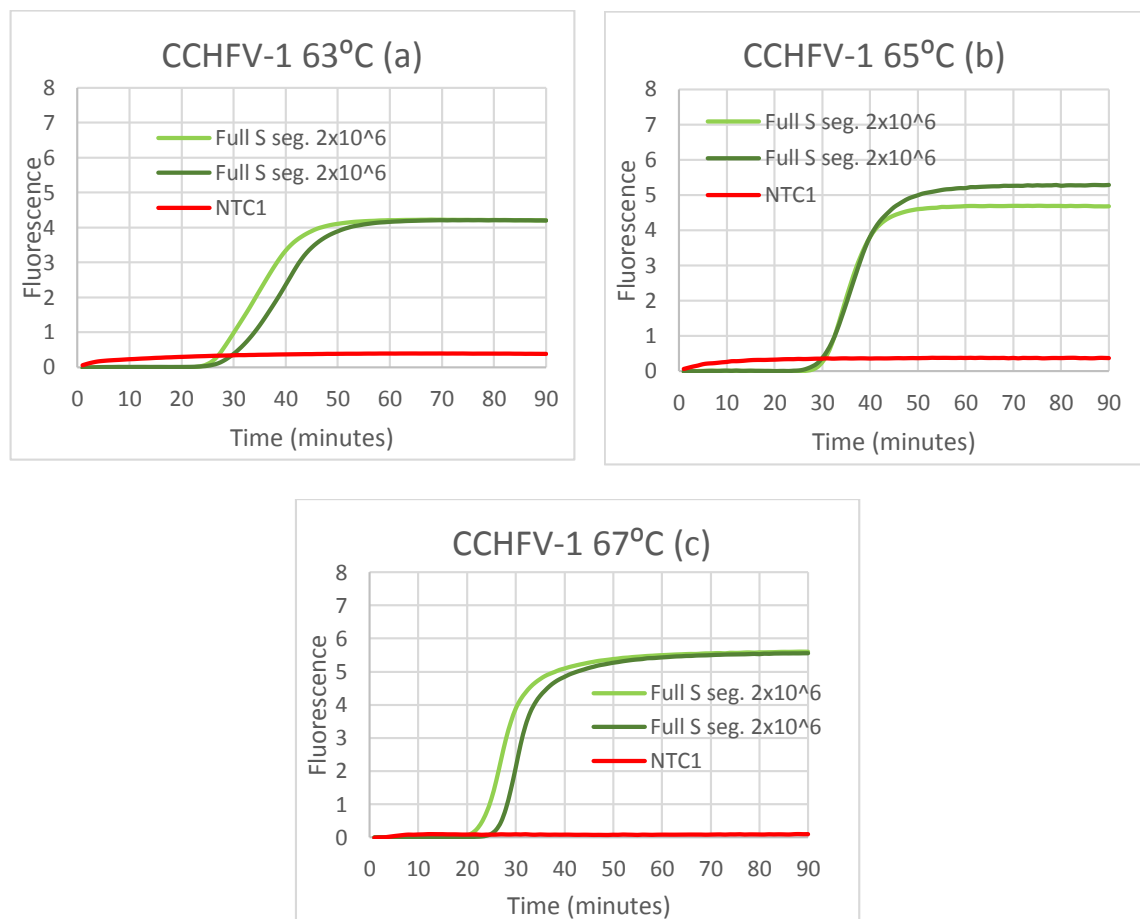 CCHFV-1 63⁰C (a)
8
7
6
5
4
3
2
1
0
Fluorescence
Full S seg. 2x10^6
Full S seg. 2x10^6
NTC1
0 10 20 30 40 50 60 70 80 90
Time (minutes)
CCHFV-1 65⁰C (b)
8
7
6
5
4
3
2
1
0
Fluorescence
Full S seg. 2x10^6
Full S seg. 2x10^6
NTC1
0 10 20 30 40 50 60 70 80 90
Time (minutes)
CCHFV-1 67⁰C (c)
8
7
6
5
4
3
2
1
0
Fluorescence
Full S seg. 2x10^6
Full S seg. 2x10^6
NTC1
0 10 20 30 40 50 60 70 80 90
Time (minutes)